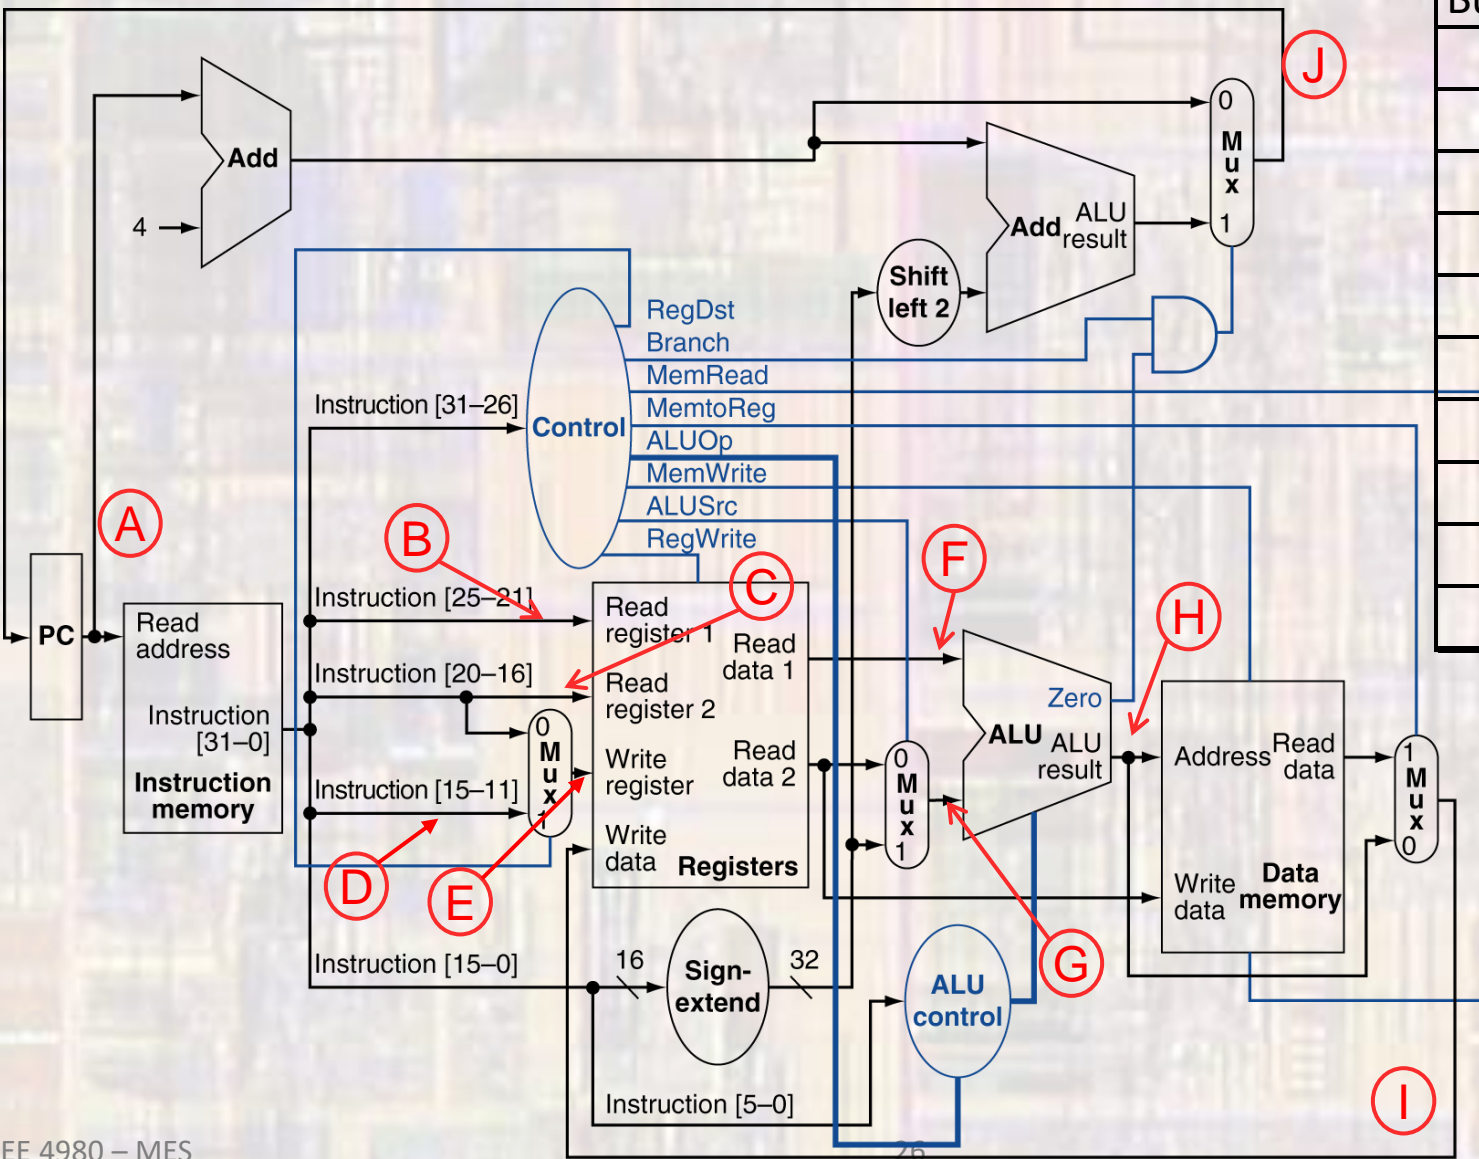 Bu
J
0
M
u
x
1
Add
4
Add
ALU
result
Shift
left 2
RegDst
Branch
MemRead
MemtoReg
ALUOp
MemWrite
ALUSrc
RegWrite
Control
Instruction [31–26]
A
B
C
F
H
PC
Read
address
Instruction
[31–0]
Instruction
memory
Instruction [25–21]
Instruction [20–16]
Instruction [15–11]
Instruction [15–0]
0
M
u
x
1
D
E
Read
register 1
Read
register 2
Write
register
Write
data
Read
data 1
Read
data 2
Registers
0
M
u
x
1
Zero
ALU
ALU
result
G
Address
Read
data
Write
data
Data
memory
1
M
u
x
0
16
Sign-
extend
32
ALU
control
Instruction [5–0]
I
EE 4980 – MES
26